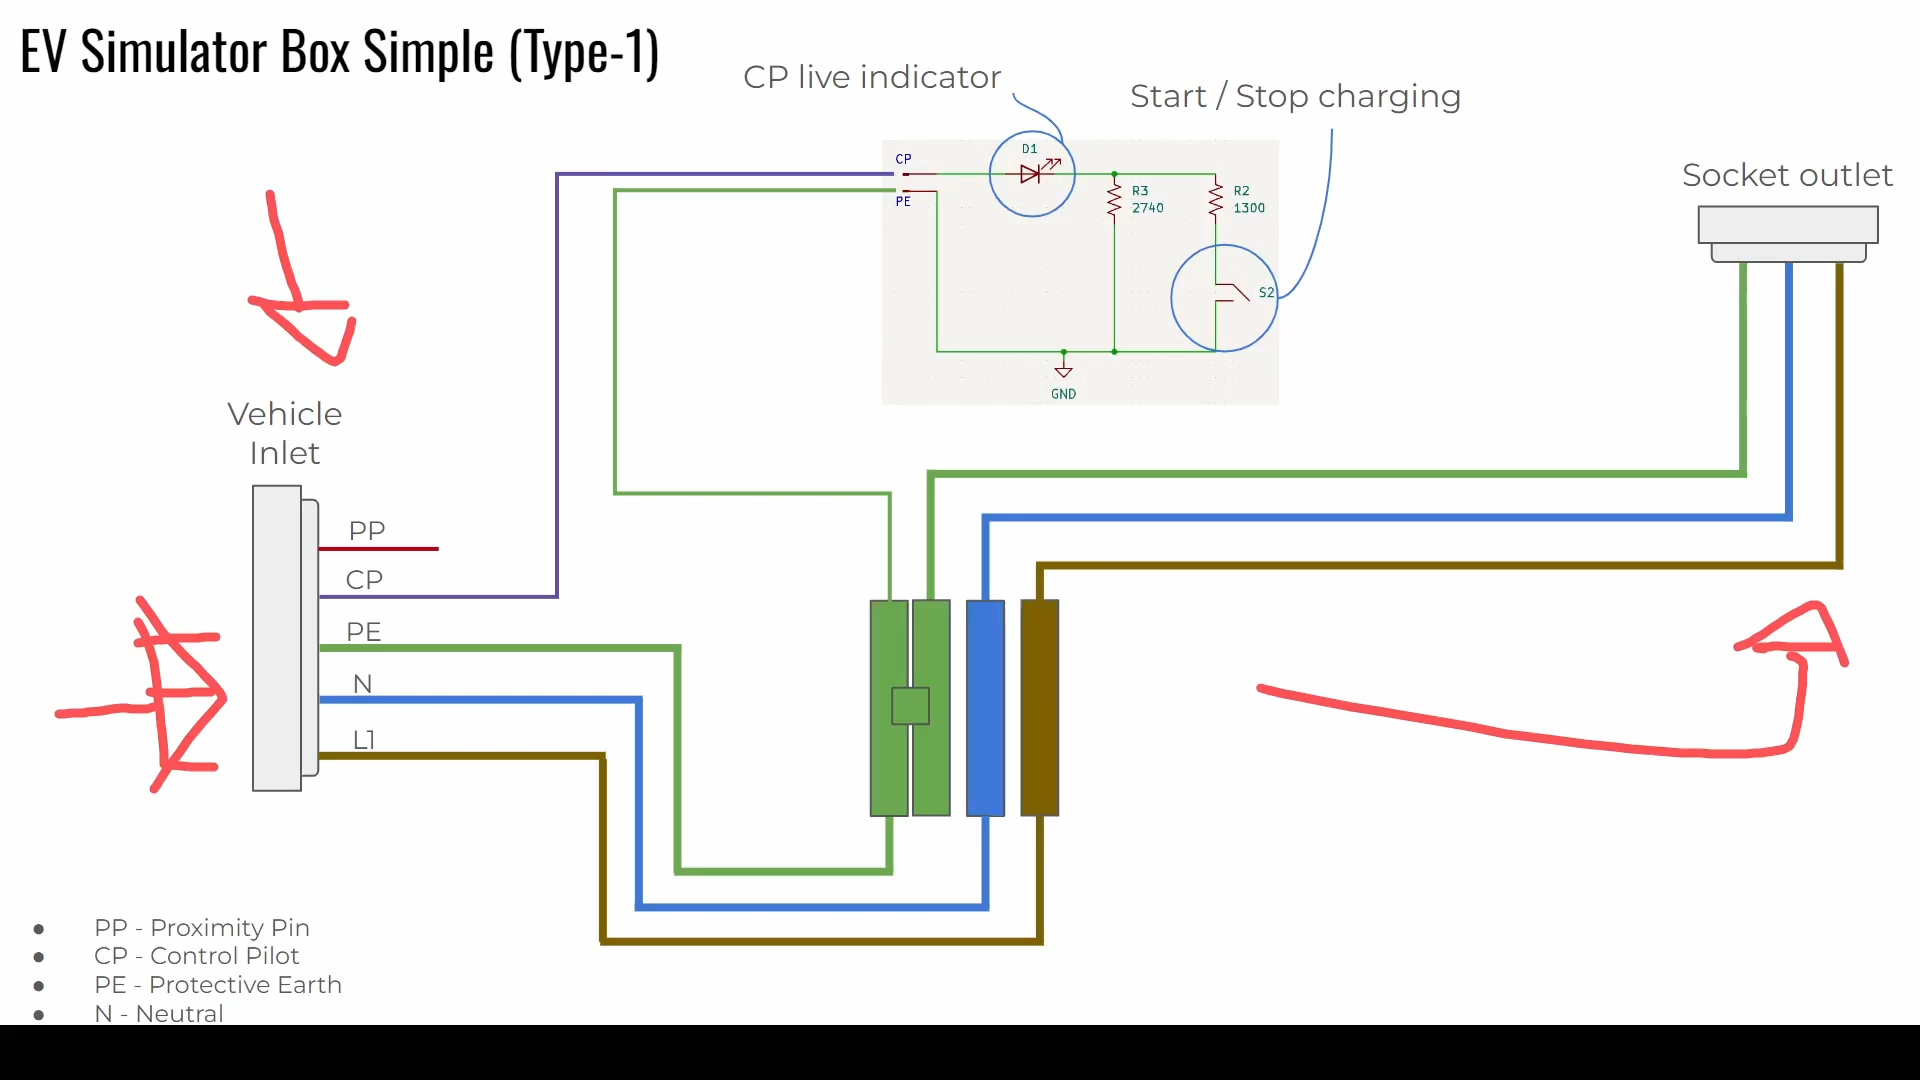 EV Simulator Box Simple (Type-1)
CP live indicator
Start / Stop charging
Socket outlet
CP
PE
D1
R3
2740
R2
1300
S2
GND
Vehicle
Inlet
PP
CP
PE
N
L1
● PP - Proximity Pin
● CP - Control Pilot
● PE - Protective Earth
● N - Neutral